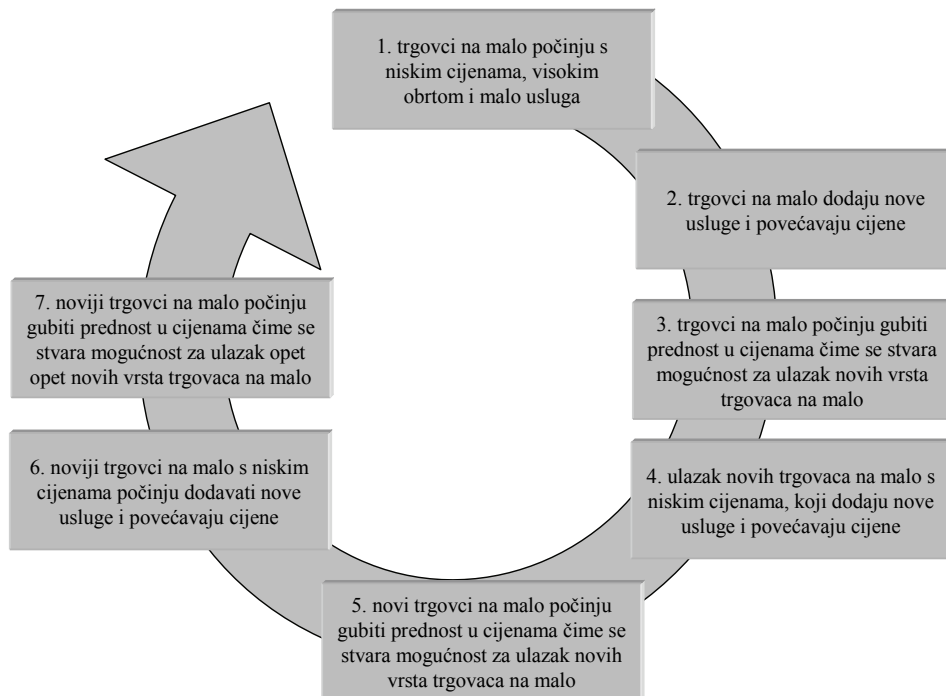 1. trgovci na malo počinju s
niskim cijenama, visokim
obrtom i malo usluga
2. trgovci na malo dodaju nove
usluge i povećavaju cijene
3. trgovci na malo počinju gubiti
prednost u cijenama čime se stvara
mogućnost za ulazak novih vrsta
trgovaca na malo
4. ulazak novih trgovaca na malo s
niskim cijenama, koji dodaju nove
usluge i povećavaju cijene
5. novi trgovci na malo počinju
gubiti prednost u cijenama čime se
stvara mogućnost za ulazak novih
vrsta trgovaca na malo
6. noviji trgovci na malo s niskim
cijenama počinju dodavati nove
usluge i povećavaju cijene
7. noviji trgovci na malo počinju
gubiti prednost u cijenama čime se
stvara mogućnost za ulazak opet
opet novih vrsta trgovaca na malo